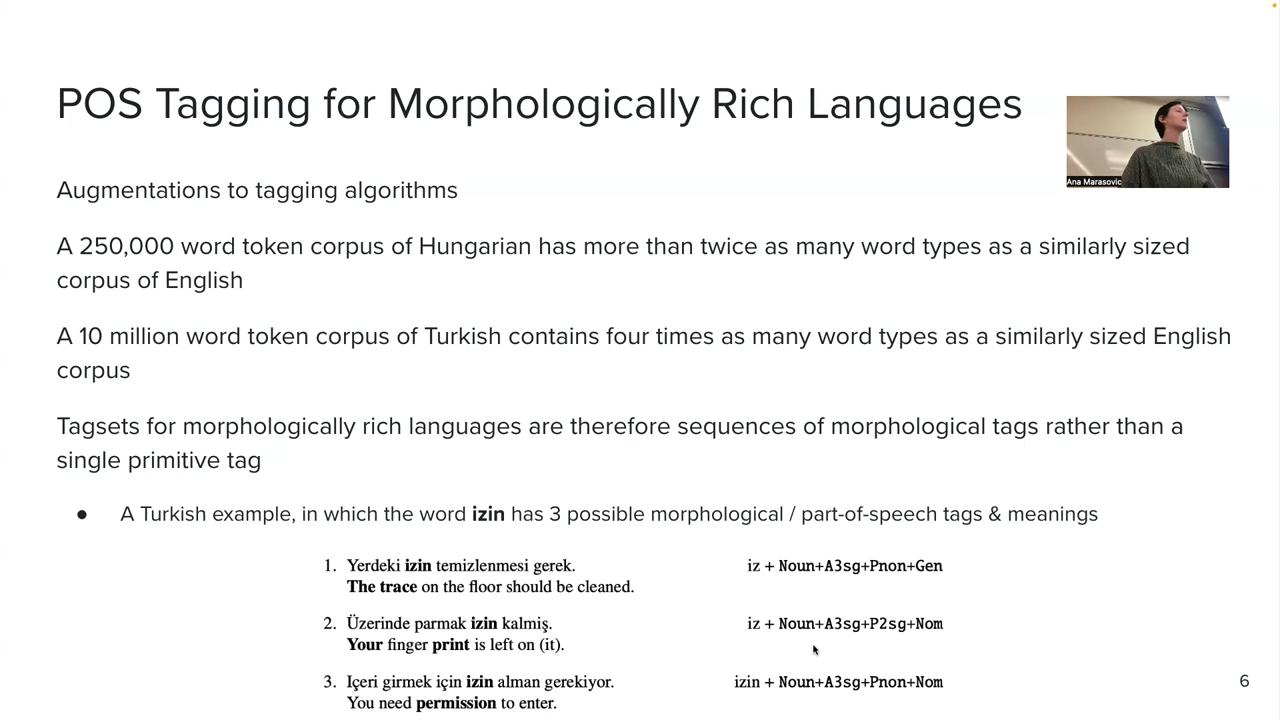 POS Tagging for Morphologically Rich Languages
Ana Marasovic
Augmentations to tagging algorithms
A 250,000 word token corpus of Hungarian has more than twice as many word types as a similarly sized
corpus of English
A 10 million word token corpus of Turkish contains four times as many word types as a similarly sized English
corpus
Tagsets for morphologically rich languages are therefore sequences of morphological tags rather than a
single primitive tag
● A Turkish example, in which the word izin has 3 possible morphological / part-of-speech tags & meanings
1. Yerdeki izin temizlenmesi gerek. iz + Noun+A3sg+Pnon+Gen
The trace on the floor should be cleaned.
2. Üzerinde parmak izin kalmiş. iz + Noun+A3sg+P2sg+Nom
Your finger print is left on (it).
3. Içeri girmek için izin alman gerekiyor. izin + Noun+A3sg+Pnon+Nom
You need permission to enter.
6